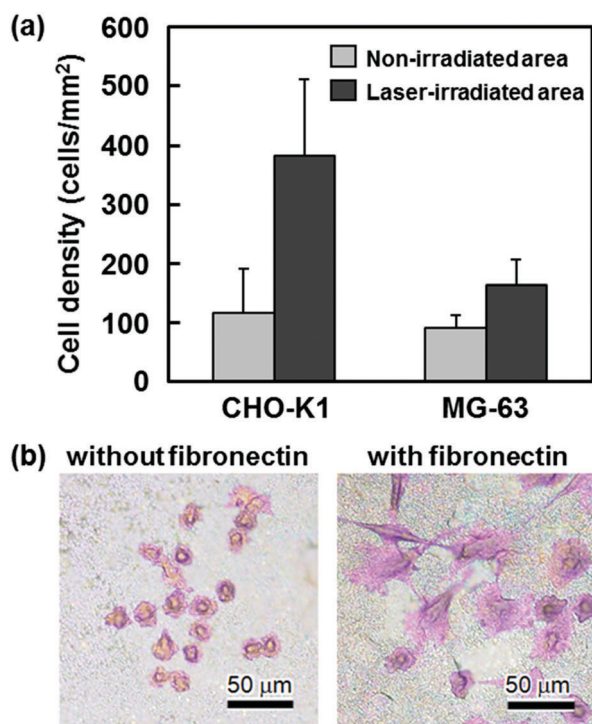 (a)
600
500
400
300
200
100
0
Cell density (cells/mm²)
Non-irradiated area
Laser-irradiated area
CHO-K1
MG-63
(b) without fibronectin
with fibronectin
50 μm
50 μm